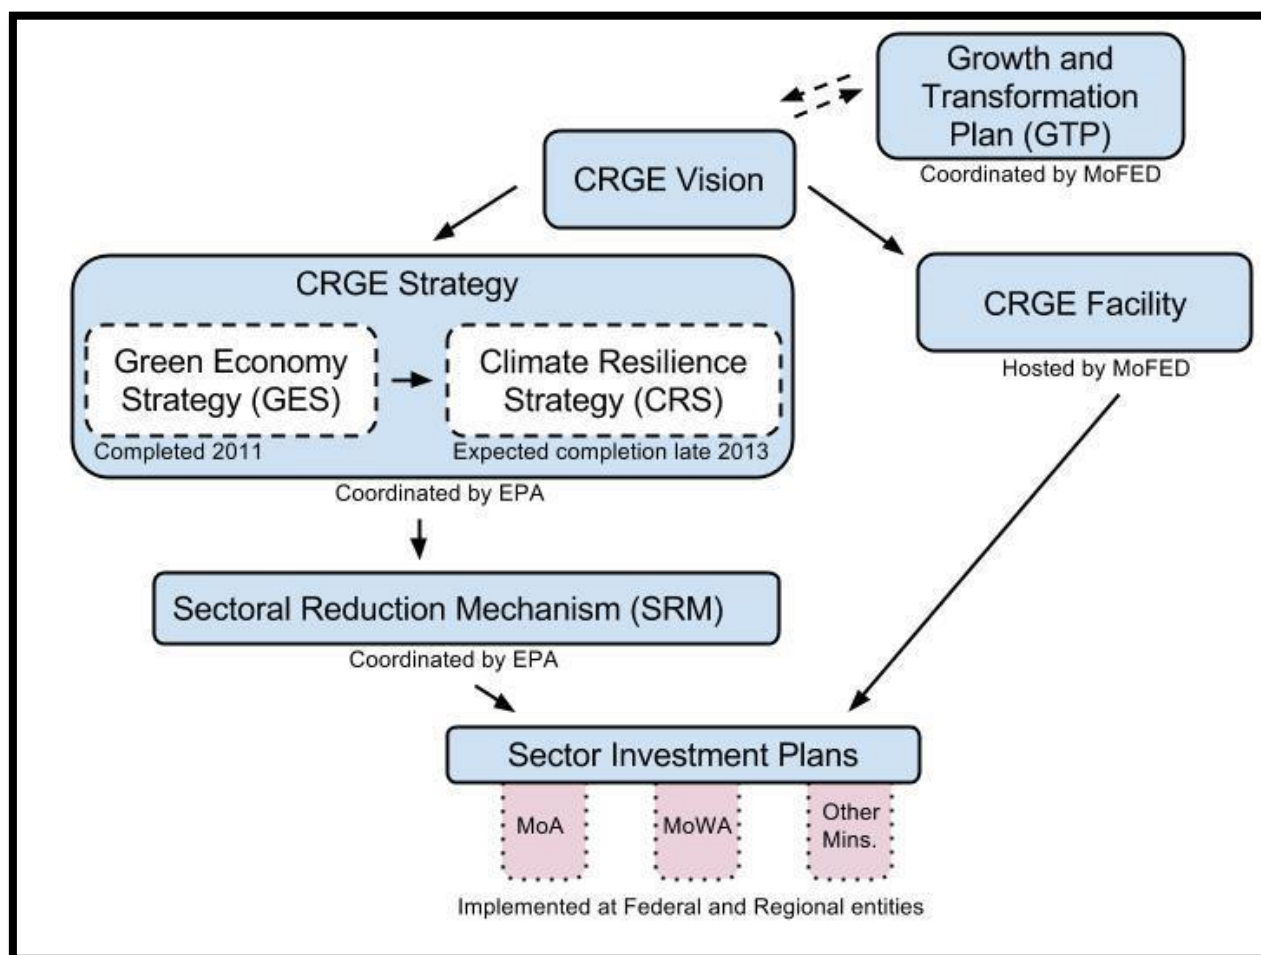 Growth and
Transformation
Plan (GTP)
Coordinated by MoFED
CRGE Vision
CRGE Strategy
Green Economy
Strategy (GES)
Completed 2011
Climate Resilience
Strategy (CRS)
Expected completion late 2013
Coordinated by EPA
CRGE Facility
Hosted by MoFED
Sectoral Reduction Mechanism (SRM)
Coordinated by EPA
Sector Investment Plans
MoA
MoWA
Other
Mins.
Implemented at Federal and Regional entities